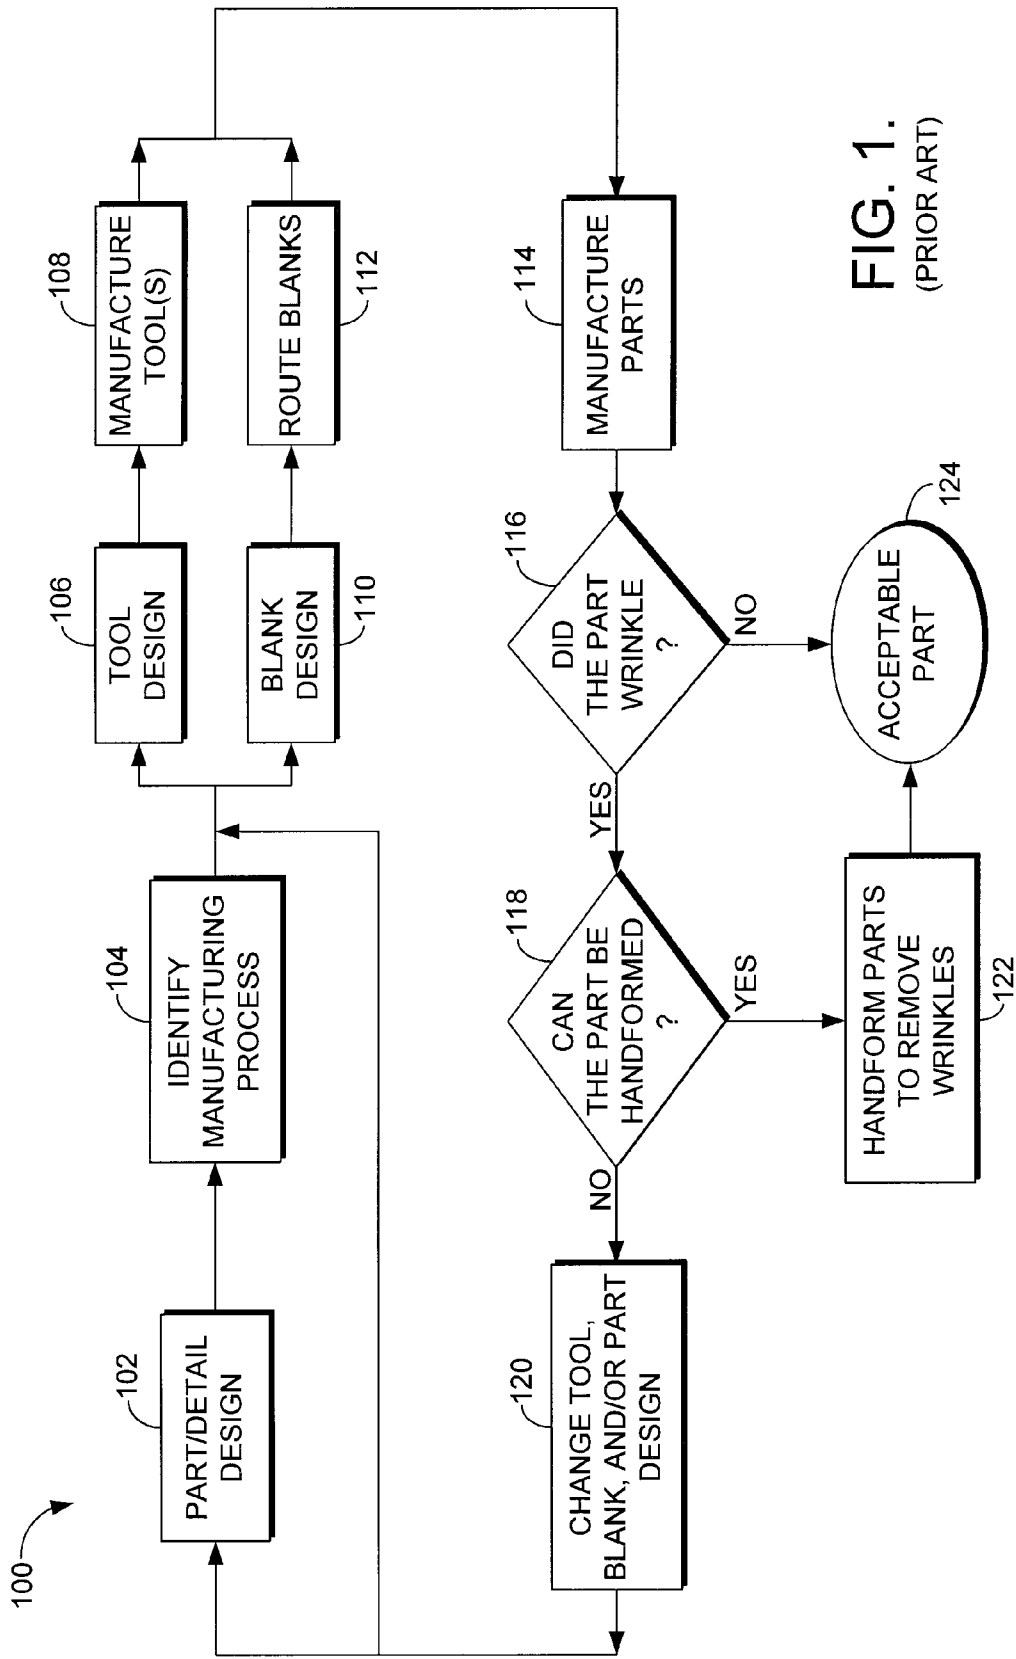 100
102
PART/DETAIL
DESIGN
104
IDENTIFY
MANUFACTURING
PROCESS
106
TOOL
DESIGN
108
MANUFACTURE
TOOL(S)
110
BLANK
DESIGN
112
ROUTE BLANKS
114
MANUFACTURE
PARTS
116
DID
THE PART
WRINKLE
?
YES
NO
118
CAN
THE PART BE
HANDFORMED
?
NO
YES
120
CHANGE TOOL,
BLANK, AND/OR PART
DESIGN
122
HANDFORM PARTS
TO REMOVE
WRINKLES
124
ACCEPTABLE
PART
FIG. 1.
(PRIOR ART)